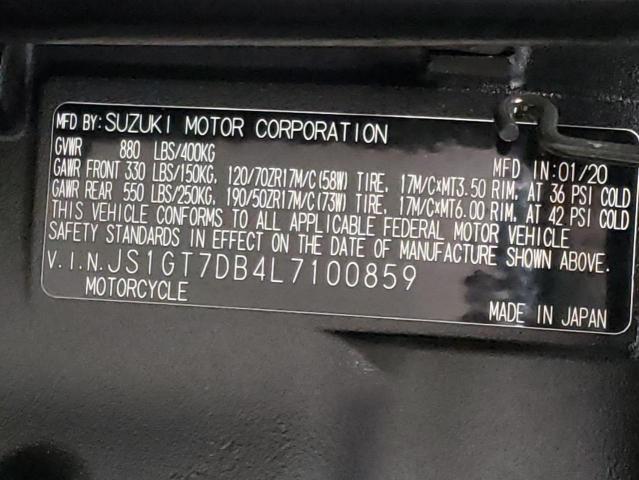 MFD BY: SUZUKI MOTOR CORPORATION
GVWR 880 LBS/400KG MFD IN: 01/20
GAWR FRONT 330 LBS/150KG, 120/70ZR17M/C(58W) TIRE, 17M/C×MT3.50 RIM, AT 36 PSI COLD
GAWR REAR 550 LBS/250KG, 190/50ZR17M/C(73W) TIRE, 17M/C×MT6.00 RIM, AT 42 PSI COLD
THIS VEHICLE CONFORMS TO ALL APPLICABLE FEDERAL MOTOR VEHICLE
SAFETY STANDARDS IN EFFECT ON THE DATE OF MANUFACTURE SHOWN ABOVE.
V.I.N. JS1GT7DB4L7100859
MOTORCYCLE MADE IN JAPAN